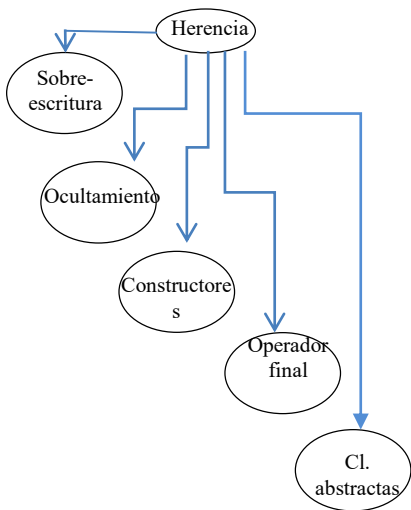 Herencia
Sobre-
escritura
Ocultamiento
Constructore
s
Operador
final
Cl.
abstractas